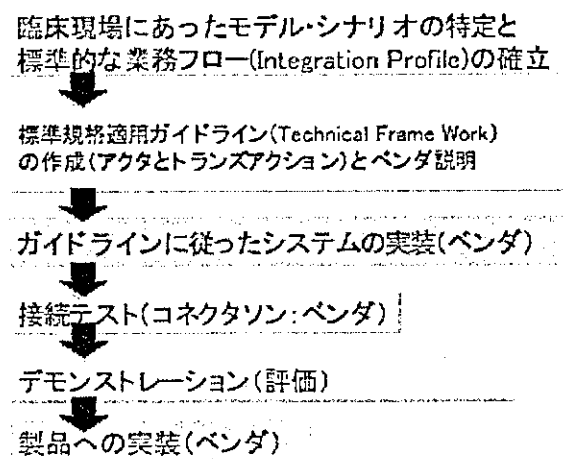 臨床現場にあったモデル・シナリオの特定と
標準的な業務フロー(Integration Profile)の確立
標準規格適用ガイドライン(Technical Frame Work)
の作成(アクタとトランズアクション)とベンダ説明
ガイドラインに従ったシステムの実装(ベンダ)
接続テスト(コネクタソン:ベンダ)
デモンストレーション(評価)
製品への実装(ベンダ)